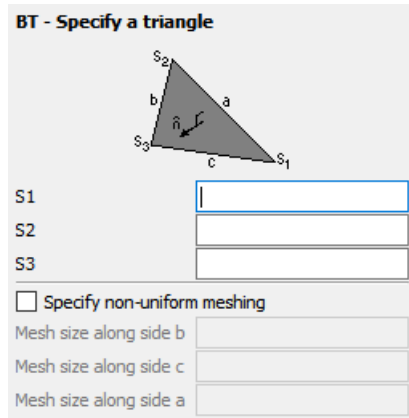 BT - Specify a triangle
S2
b
a
n̂
S3
c
S1
S1
S2
S3
Specify non-uniform meshing
Mesh size along side b
Mesh size along side c
Mesh size along side a